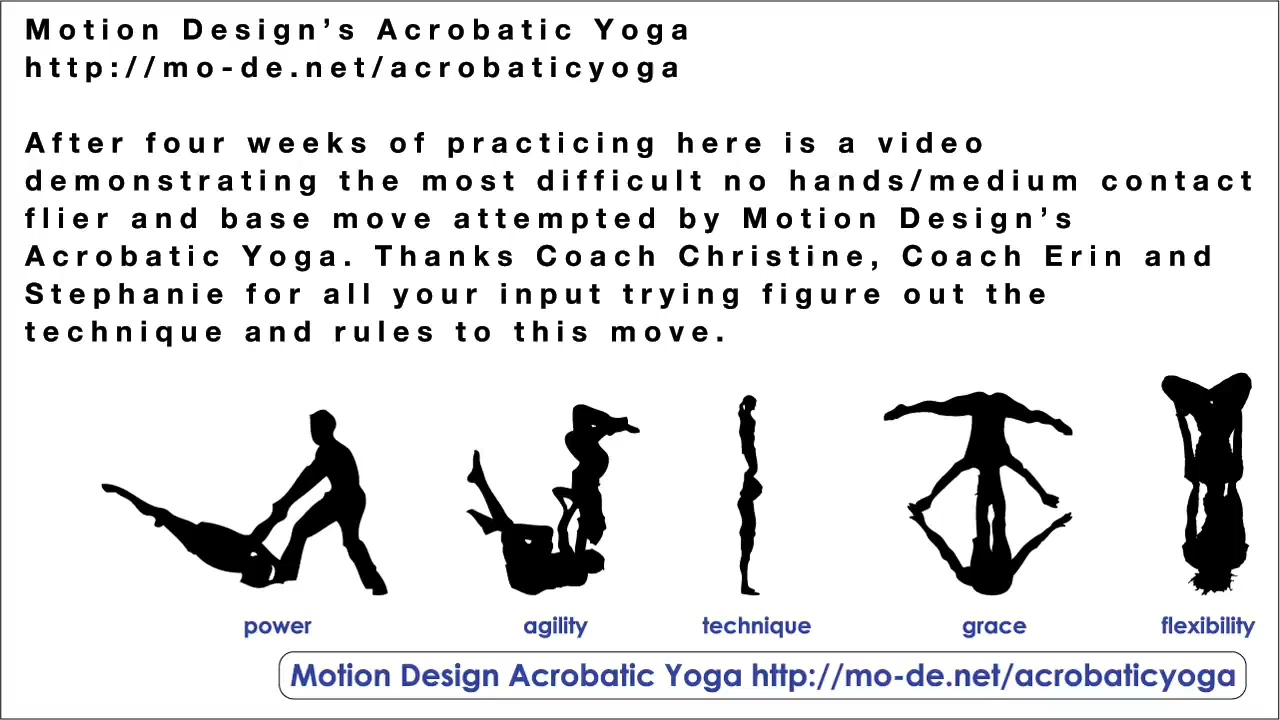 Motion Design’s Acrobatic Yoga
http://mo-de.net/acrobaticyoga
After four weeks of practicing here is a video
demonstrating the most difficult no hands/medium contact
flier and base move attempted by Motion Design’s
Acrobatic Yoga. Thanks Coach Christine, Coach Erin and
Stephanie for all your input trying figure out the
technique and rules to this move.
power agility technique grace flexibility
Motion Design Acrobatic Yoga http://mo-de.net/acrobaticyoga